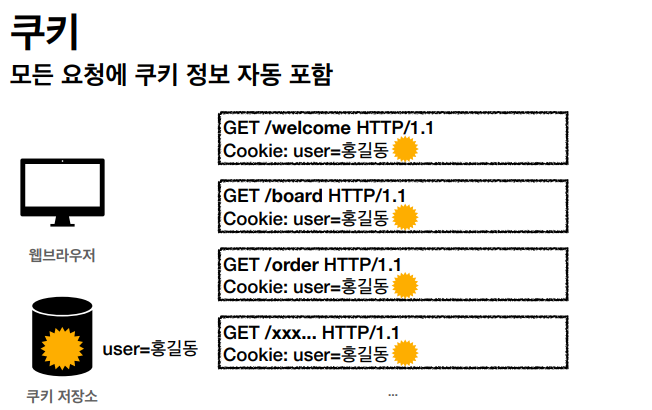 쿠키
모든 요청에 쿠키 정보 자동 포함
GET /welcome HTTP/1.1
Cookie: user=홍길동
GET /board HTTP/1.1
Cookie: user=홍길동
웹브라우저
GET /order HTTP/1.1
Cookie: user=홍길동
GET /xxx... HTTP/1.1
Cookie: user=홍길동
user=홍길동
쿠키 저장소
...